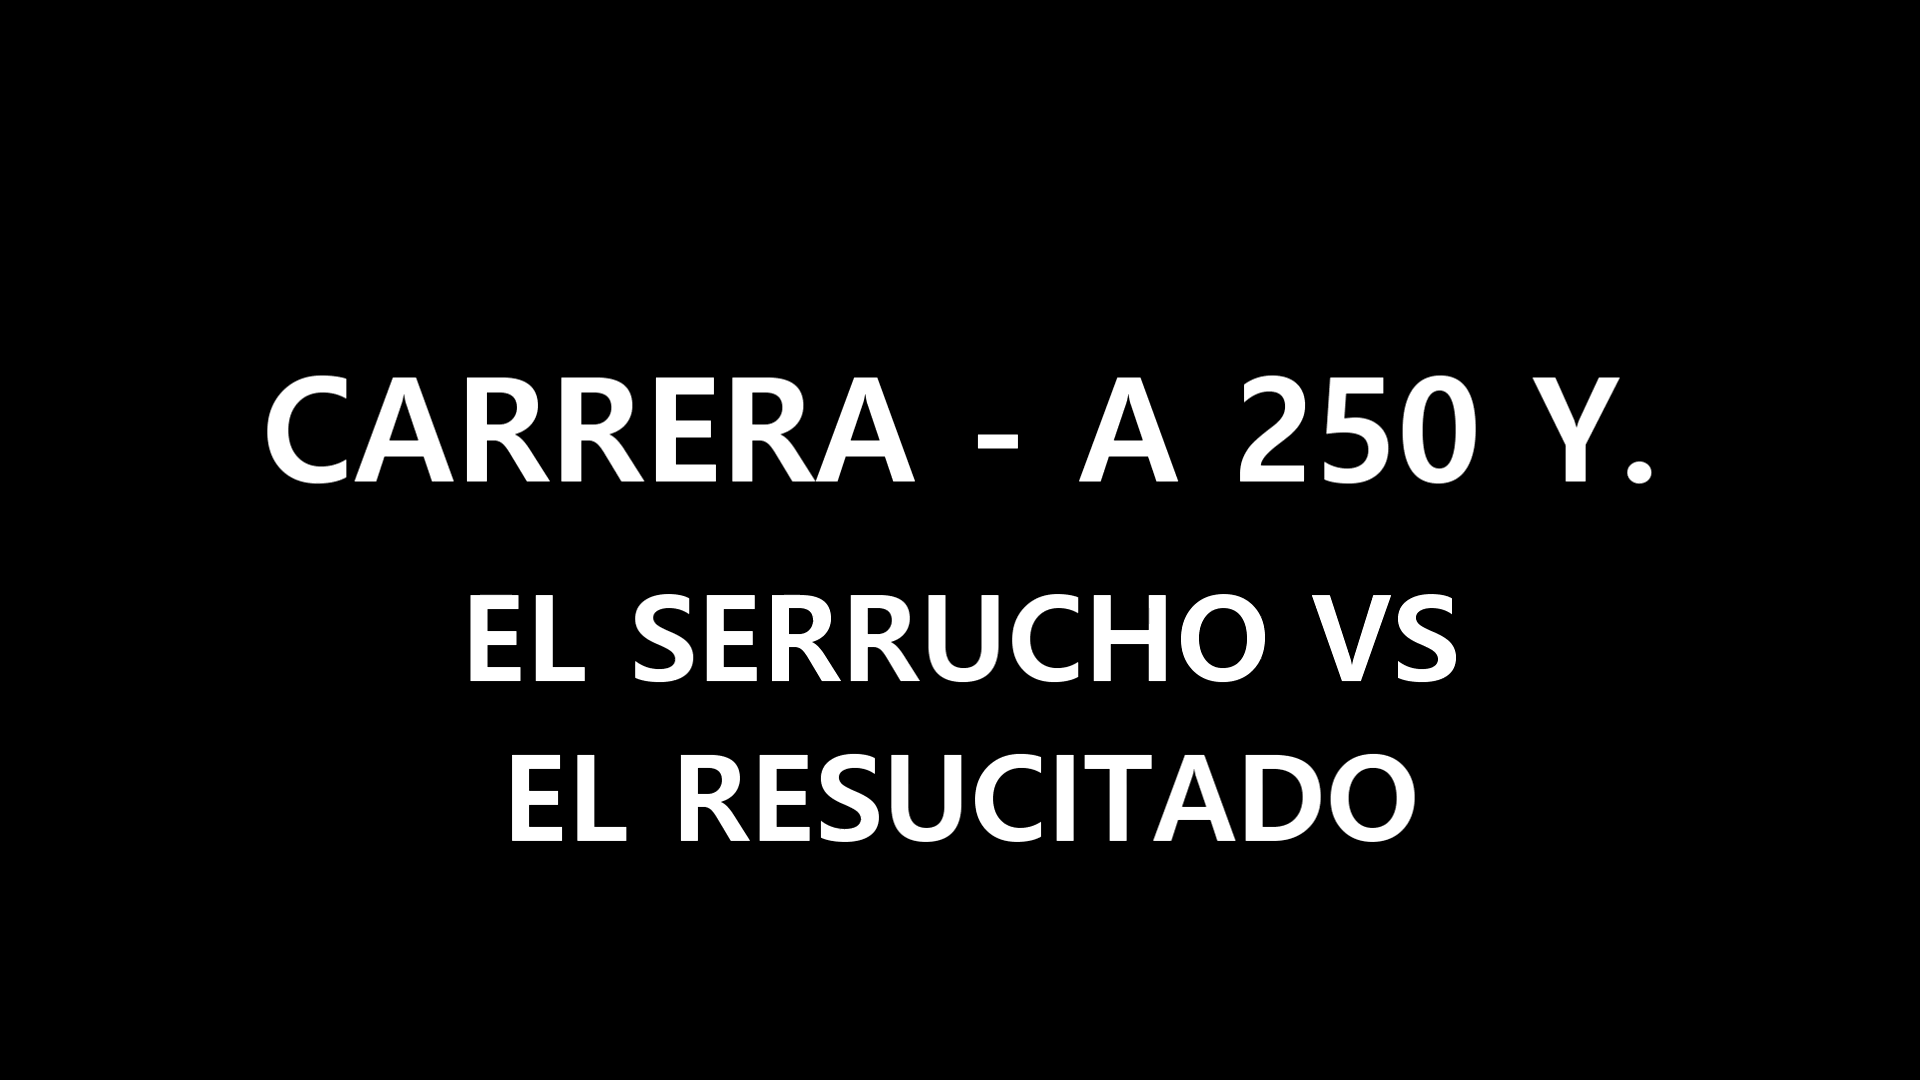 CARRERA - A 250 Y.
EL SERRUCHO VS
EL RESUCITADO